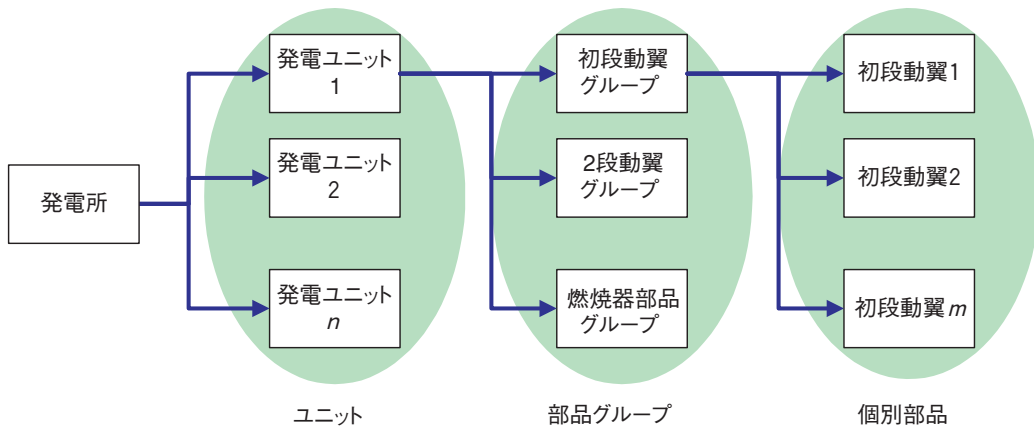 発電所
発電ユニット
1
発電ユニット
2
発電ユニット
n
ユニット
初段動翼
グループ
2段動翼
グループ
燃焼器部品
グループ
部品グループ
初段動翼1
初段動翼2
初段動翼m
個別部品